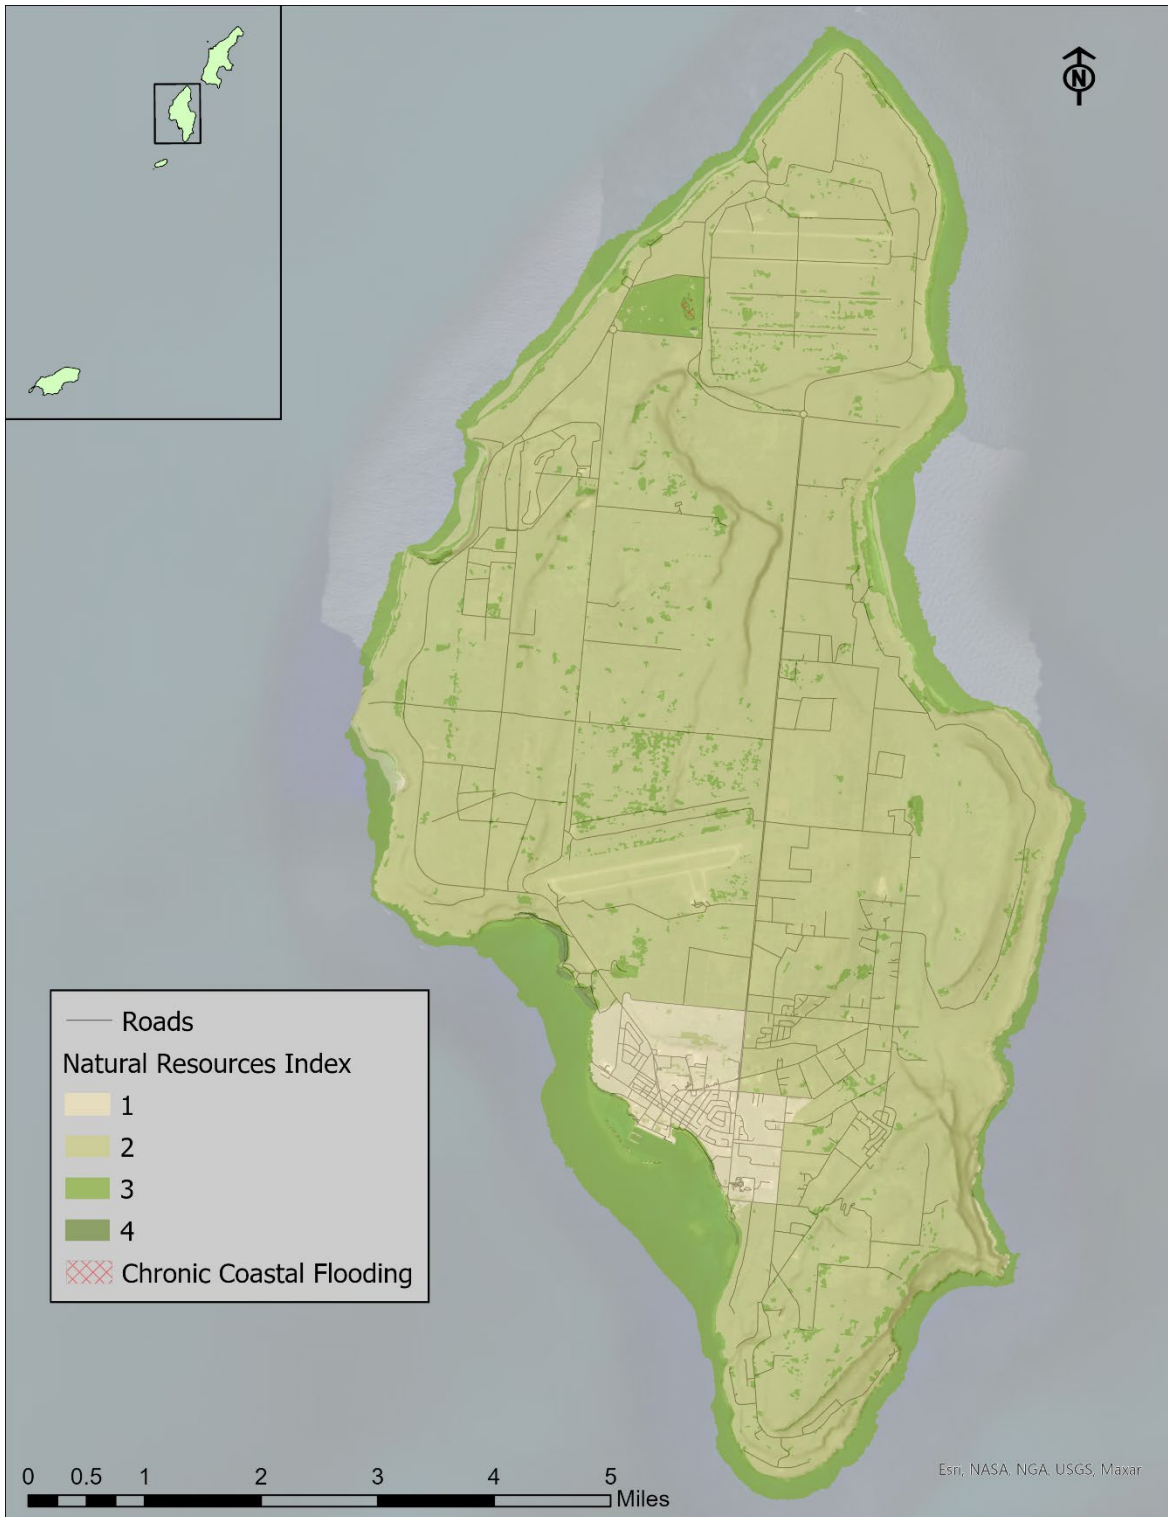 N
Roads
Natural Resources Index
1
2
3
4
Chronic Coastal Flooding
0 0.5 1 2 3 4 5
Miles
Esri, NASA, NGA, USGS, Maxar